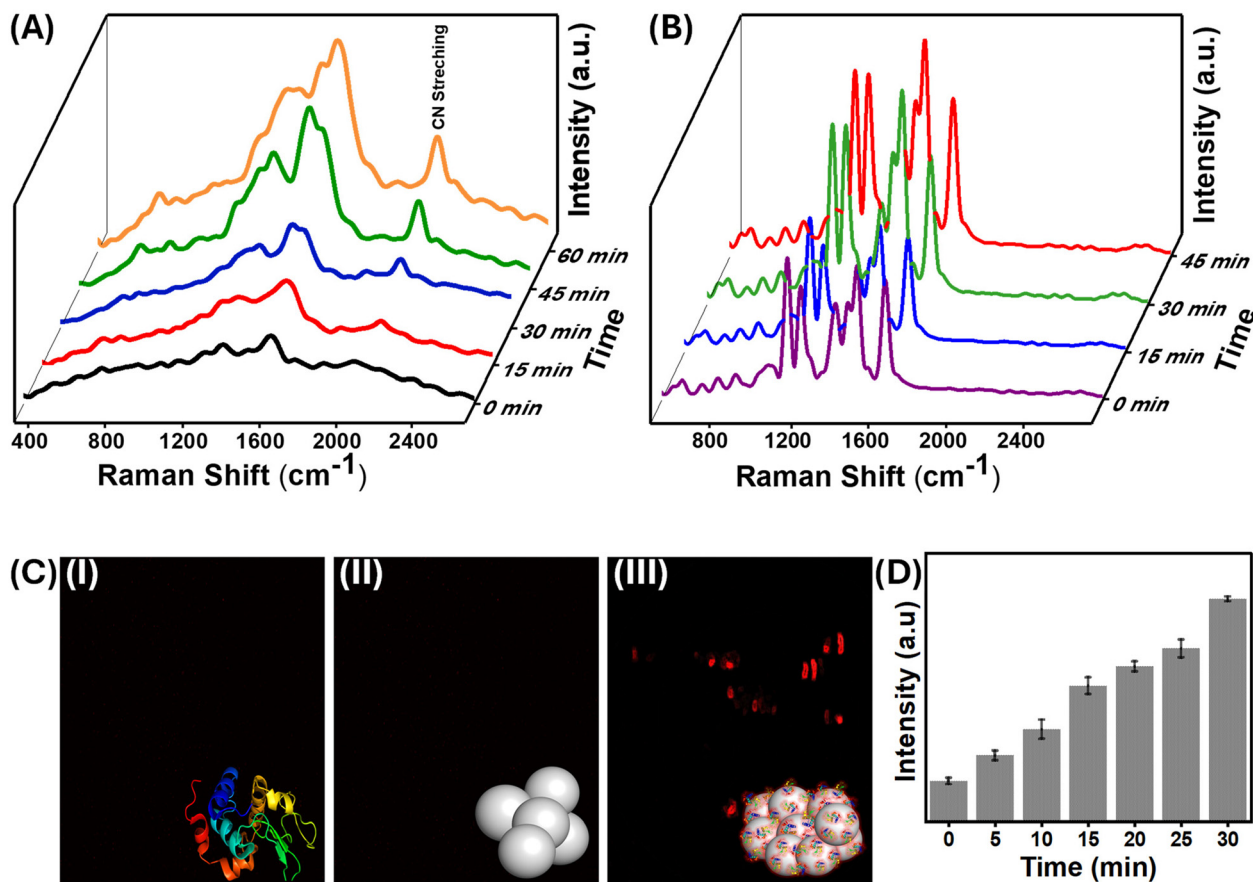 (A)
CN Streching
Intensity (a.u.)
60 min
45 min
30 min
15 min
0 min
Time
400 800 1200 1600 2000 2400
Raman Shift (cm-1)
(B)
Intensity (a.u.)
46 min
30 min
16 min
0 min
Time
800 1200 1600 2000 2400
Raman Shift (cm-1)
(C) (I) (II) (III)
(D)
Intensity (a.u)
0 5 10 15 20 25 30
Time (min)